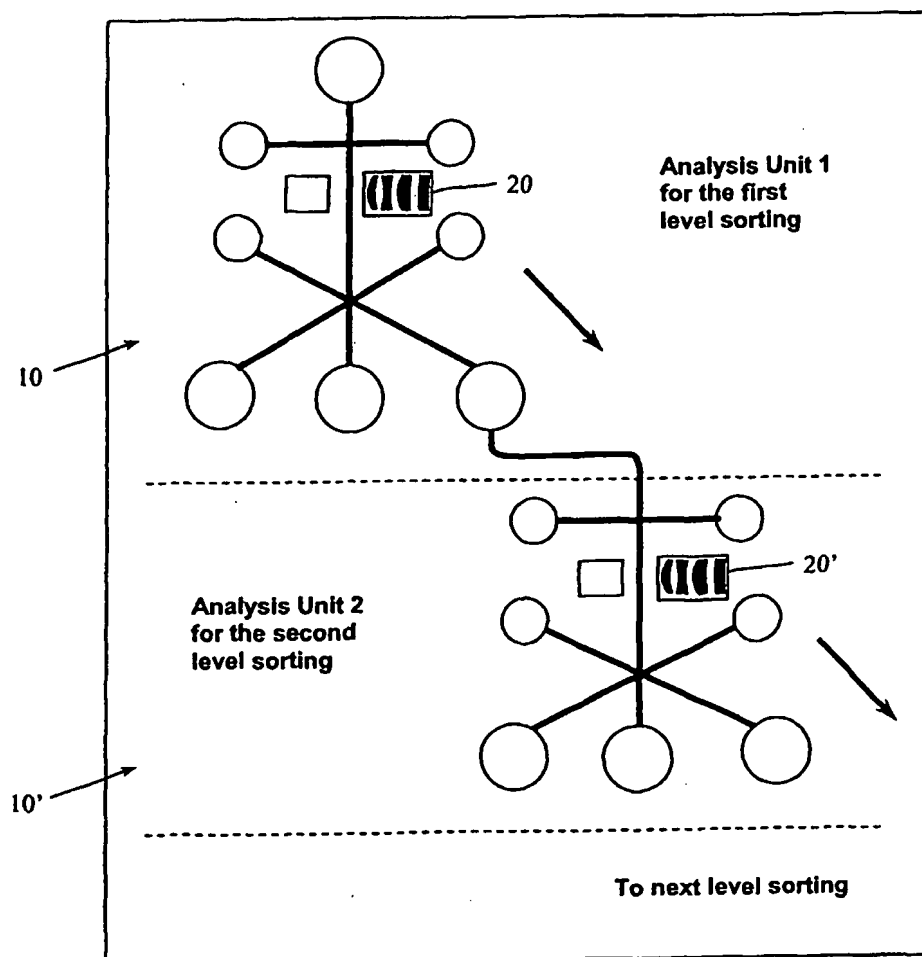 Analysis Unit 1
for the first
level sorting
20
10
20'
Analysis Unit 2
for the second
level sorting
10'
To next level sorting